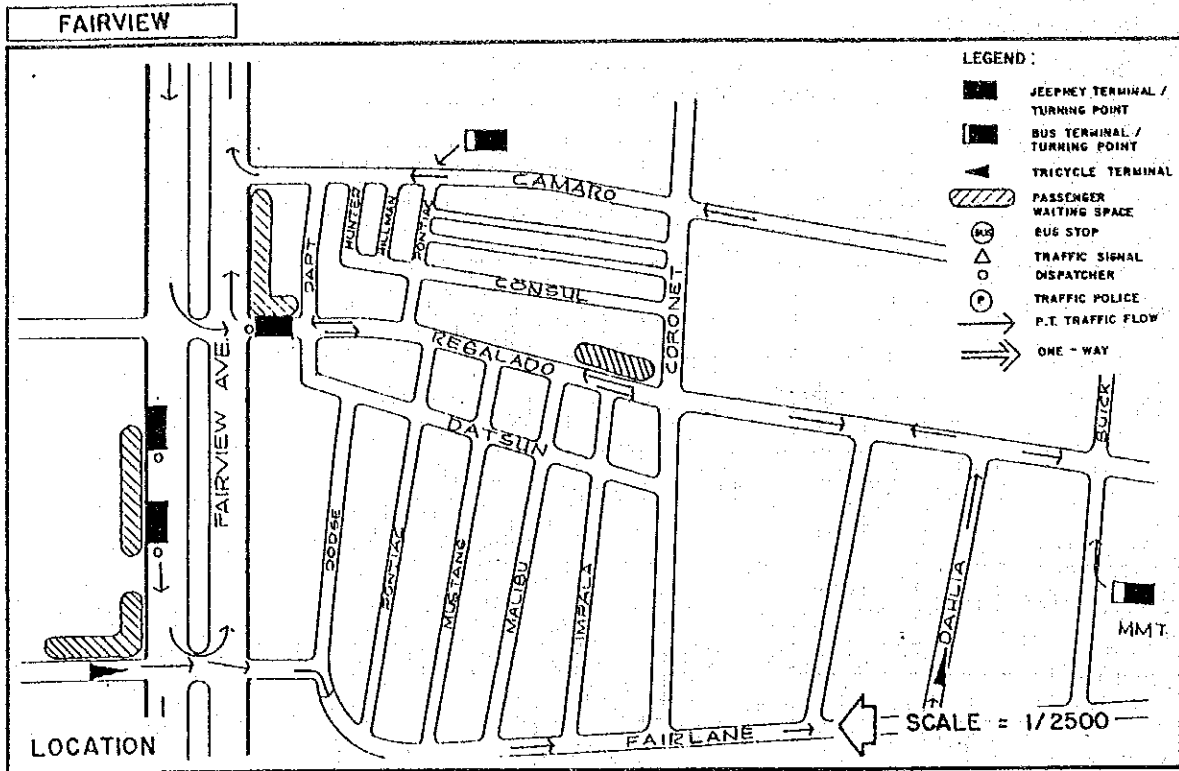 FAIRVIEW
LEGEND :
JEEPNEY TERMINAL /
TURNING POINT
BUS TERMINAL /
TURNING POINT
TRICYCLE TERMINAL
PASSENGER
WAITING SPACE
BUS
BUS STOP
TRAFFIC SIGNAL
DISPATCHER
P
TRAFFIC POLICE
P.T. TRAFFIC FLOW
ONE - WAY
CAMARO
HUNTER
HILLMAN
PONTIAC
DAPT
CONSUL
CORONET
REGALADO
FAIRVIEW AVE.
DATSUN
BUICK
DODGE
PONTIAC
MUSTANG
MALIBU
IMPALA
DAHLIA
MMT.
FAIRLANE
SCALE = 1/2500
LOCATION